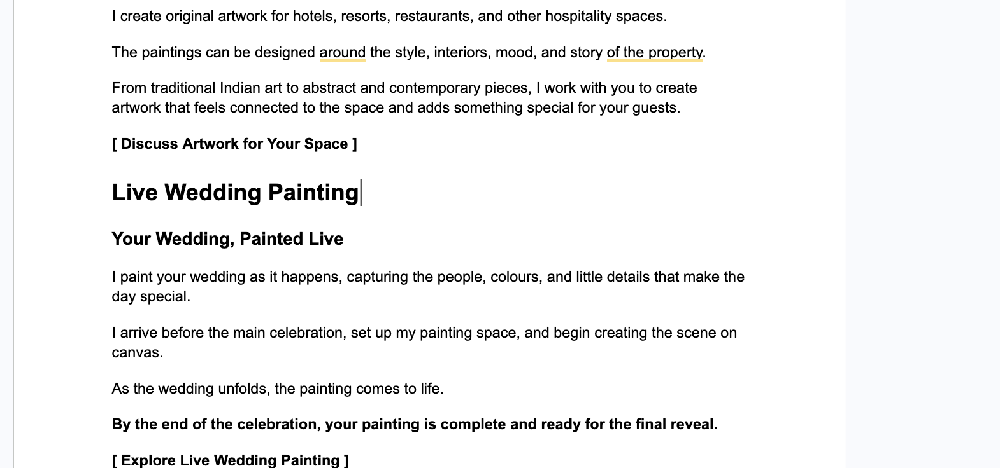 I create original artwork for hotels, resorts, restaurants, and other hospitality spaces.
The paintings can be designed around the style, interiors, mood, and story of the property.
From traditional Indian art to abstract and contemporary pieces, I work with you to create
artwork that feels connected to the space and adds something special for your guests.
[ Discuss Artwork for Your Space ]
Live Wedding Painting
Your Wedding, Painted Live
I paint your wedding as it happens, capturing the people, colours, and little details that make the
day special.
I arrive before the main celebration, set up my painting space, and begin creating the scene on
canvas.
As the wedding unfolds, the painting comes to life.
By the end of the celebration, your painting is complete and ready for the final reveal.
[ Explore Live Wedding Painting ]